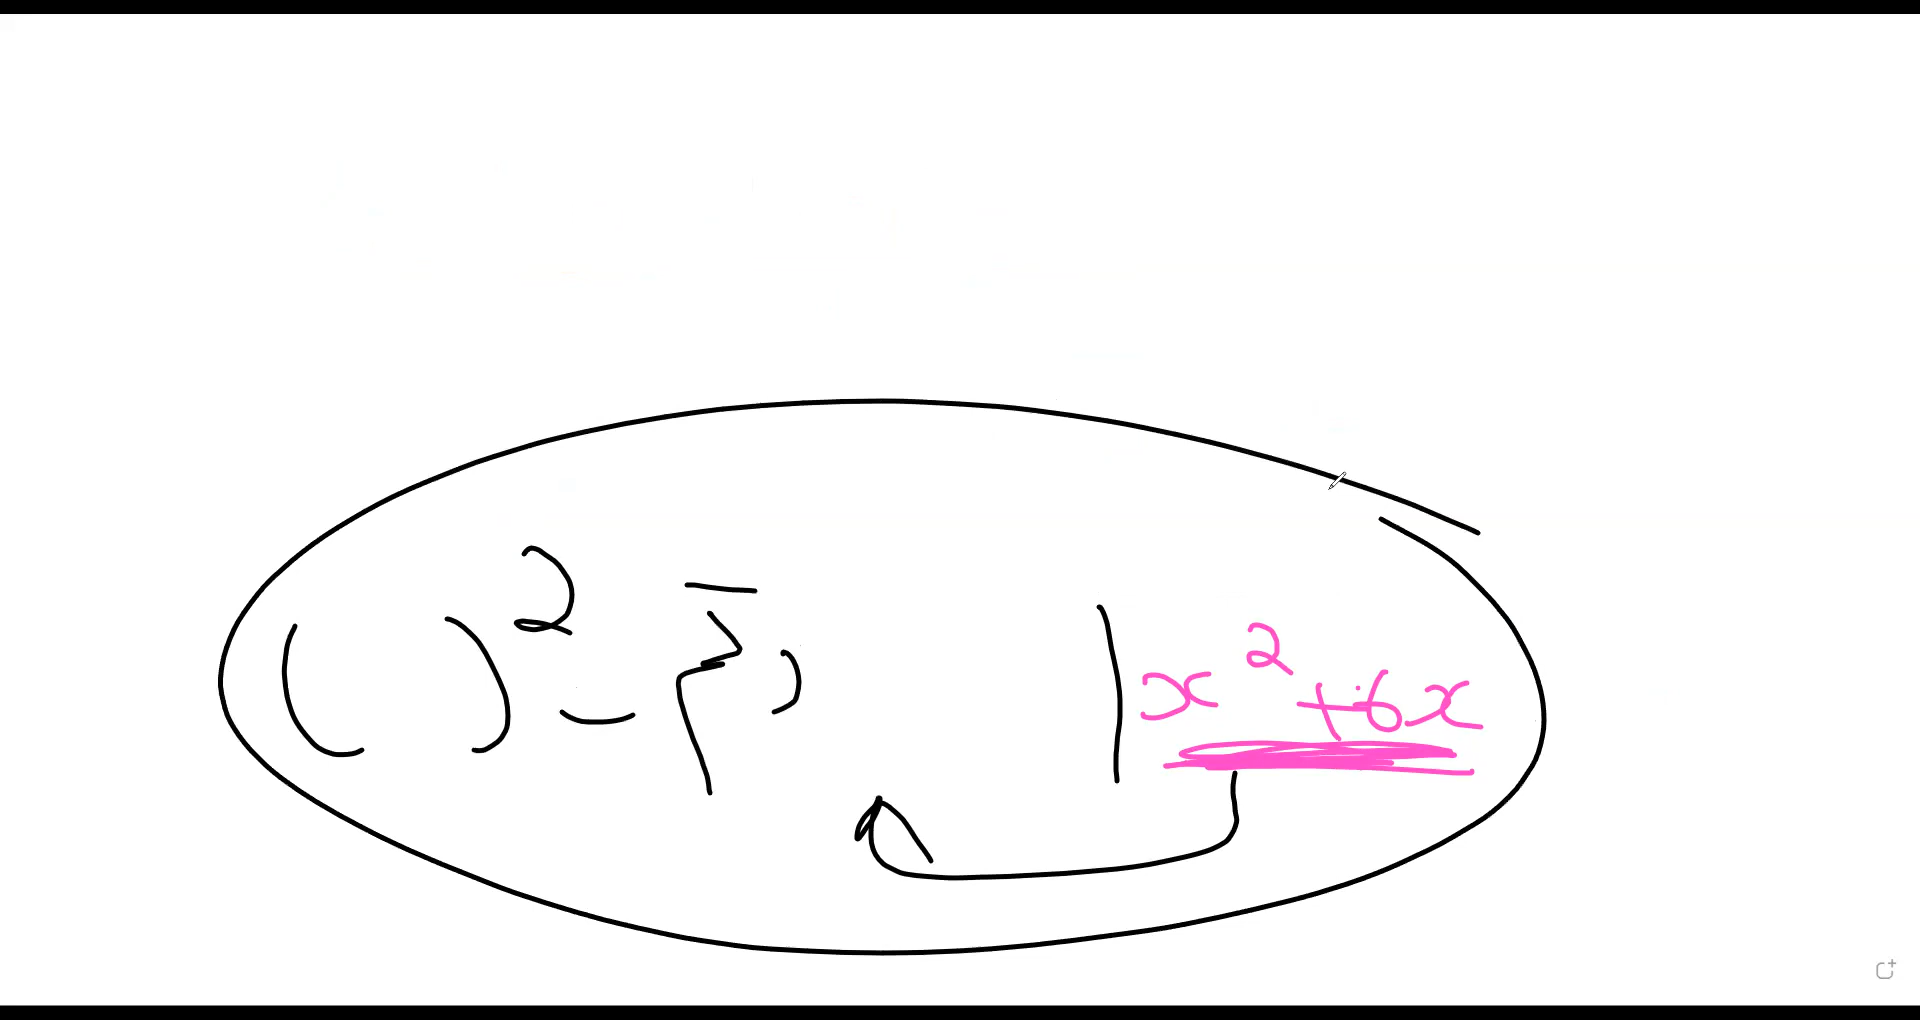 ( )² - इ, | x² + 6x